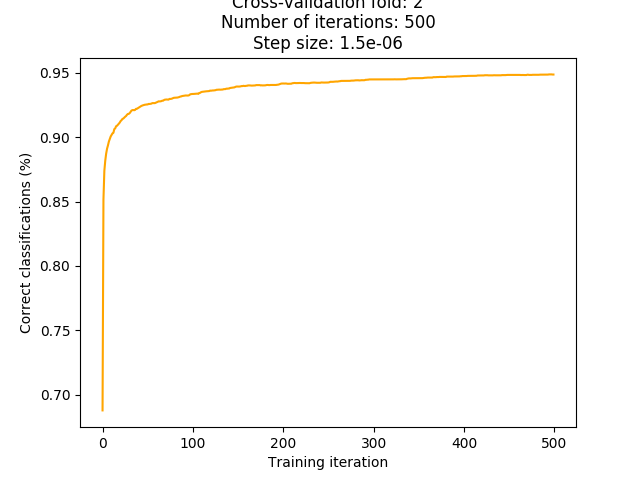 Cross-validation fold: 2
Number of iterations: 500
Step size: 1.5e-06
0.95
0.90
0.85
0.80
0.75
0.70
Correct classifications (%)
0 100 200 300 400 500
Training iteration